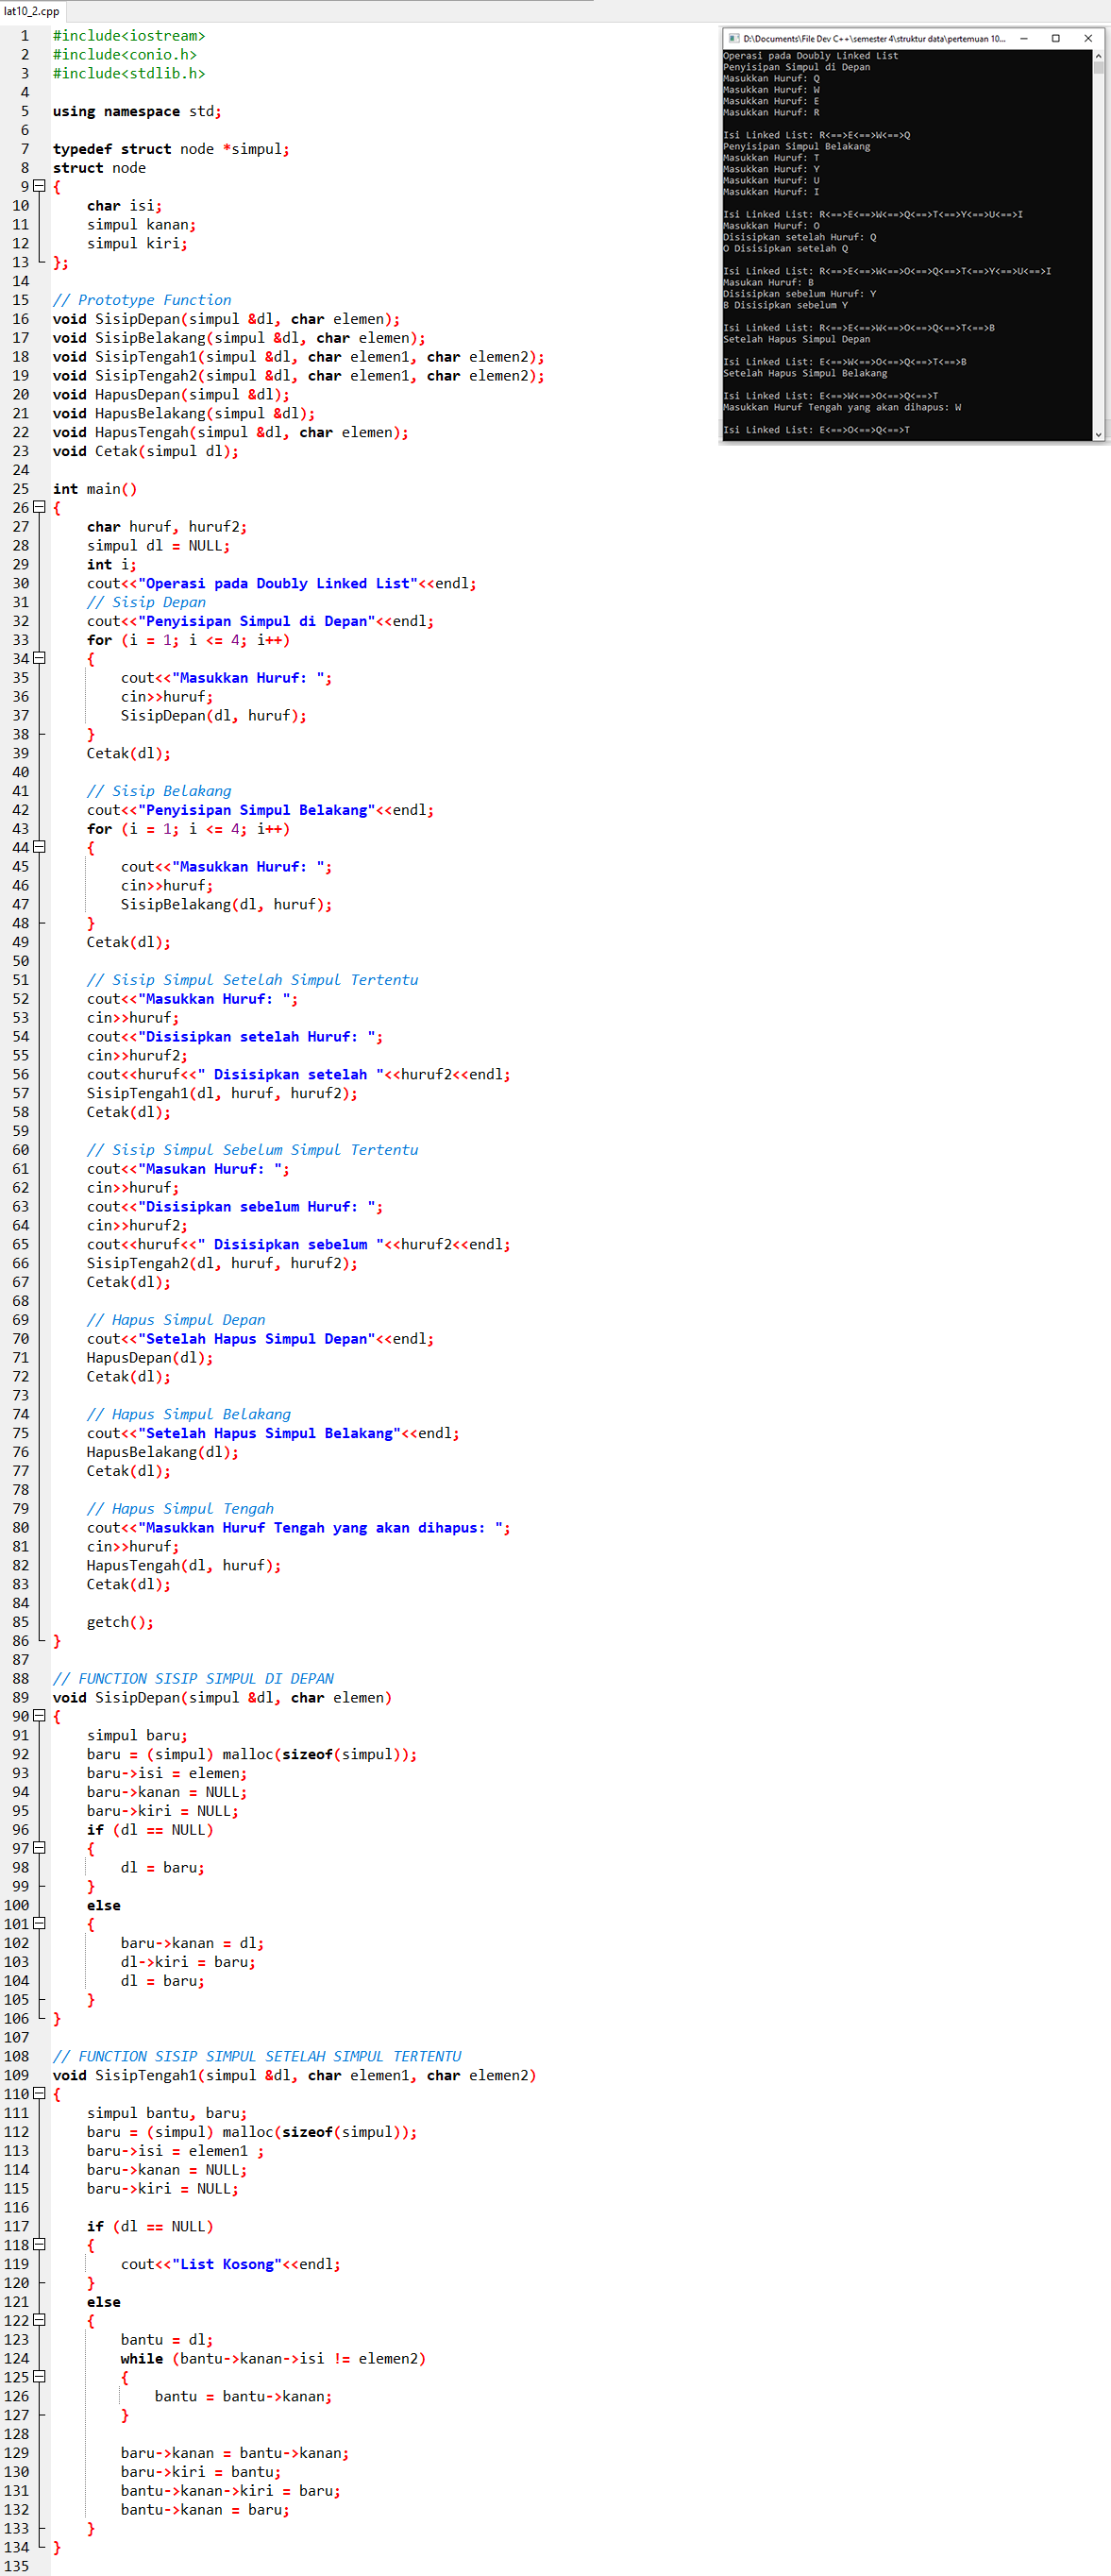 lat10_2.cpp
1 #include<iostream>
2 #include<conio.h>
3 #include<stdlib.h>
4
5 using namespace std;
6
7 typedef struct node *simpul;
8 struct node
9 {
10     char isi;
11     simpul kanan;
12     simpul kiri;
13 };
14
15 // Prototype Function
16 void SisipDepan(simpul &dl, char elemen);
17 void SisipBelakang(simpul &dl, char elemen);
18 void SisipTengah1(simpul &dl, char elemen1, char elemen2);
19 void SisipTengah2(simpul &dl, char elemen1, char elemen2);
20 void HapusDepan(simpul &dl);
21 void HapusBelakang(simpul &dl);
22 void HapusTengah(simpul &dl, char elemen);
23 void Cetak(simpul dl);
24
25 int main()
26 {
27     char huruf, huruf2;
28     simpul dl = NULL;
29     int i;
30     cout<<"Operasi pada Doubly Linked List"<<endl;
31     // Sisip Depan
32     cout<<"Penyisipan Simpul di Depan"<<endl;
33     for (i = 1; i <= 4; i++)
34     {
35         cout<<"Masukkan Huruf: ";
36         cin>>huruf;
37         SisipDepan(dl, huruf);
38     }
39     Cetak(dl);
40
41     // Sisip Belakang
42     cout<<"Penyisipan Simpul Belakang"<<endl;
43     for (i = 1; i <= 4; i++)
44     {
45         cout<<"Masukkan Huruf: ";
46         cin>>huruf;
47         SisipBelakang(dl, huruf);
48     }
49     Cetak(dl);
50
51     // Sisip Simpul Setelah Simpul Tertentu
52     cout<<"Masukkan Huruf: ";
53     cin>>huruf;
54     cout<<"Disisipkan setelah Huruf: ";
55     cin>>huruf2;
56     cout<<huruf<<" Disisipkan setelah "<<huruf2<<endl;
57     SisipTengah1(dl, huruf, huruf2);
58     Cetak(dl);
59
60     // Sisip Simpul Sebelum Simpul Tertentu
61     cout<<"Masukan Huruf: ";
62     cin>>huruf;
63     cout<<"Disisipkan sebelum Huruf: ";
64     cin>>huruf2;
65     cout<<huruf<<" Disisipkan sebelum "<<huruf2<<endl;
66     SisipTengah2(dl, huruf, huruf2);
67     Cetak(dl);
68
69     // Hapus Simpul Depan
70     cout<<"Setelah Hapus Simpul Depan"<<endl;
71     HapusDepan(dl);
72     Cetak(dl);
73
74     // Hapus Simpul Belakang
75     cout<<"Setelah Hapus Simpul Belakang"<<endl;
76     HapusBelakang(dl);
77     Cetak(dl);
78
79     // Hapus Simpul Tengah
80     cout<<"Masukkan Huruf Tengah yang akan dihapus: ";
81     cin>>huruf;
82     HapusTengah(dl, huruf);
83     Cetak(dl);
84
85     getch();
86 }
87
88 // FUNCTION SISIP SIMPUL DI DEPAN
89 void SisipDepan(simpul &dl, char elemen)
90 {
91     simpul baru;
92     baru = (simpul) malloc(sizeof(simpul));
93     baru->isi = elemen;
94     baru->kanan = NULL;
95     baru->kiri = NULL;
96     if (dl == NULL)
97     {
98         dl = baru;
99     }
100     else
101     {
102         baru->kanan = dl;
103         dl->kiri = baru;
104         dl = baru;
105     }
106 }
107
108 // FUNCTION SISIP SIMPUL SETELAH SIMPUL TERTENTU
109 void SisipTengah1(simpul &dl, char elemen1, char elemen2)
110 {
111     simpul bantu, baru;
112     baru = (simpul) malloc(sizeof(simpul));
113     baru->isi = elemen1 ;
114     baru->kanan = NULL;
115     baru->kiri = NULL;
116
117     if (dl == NULL)
118     {
119         cout<<"List Kosong"<<endl;
120     }
121     else
122     {
123         bantu = dl;
124         while (bantu->kanan->isi != elemen2)
125         {
126             bantu = bantu->kanan;
127         }
128
129         baru->kanan = bantu->kanan;
130         baru->kiri = bantu;
131         bantu->kanan->kiri = baru;
132         bantu->kanan = baru;
133     }
134 }
135
D:\Documents\File Dev C++\semester 4\struktur data\pertemuan 10...
Operasi pada Doubly Linked List
Penyisipan Simpul di Depan
Masukkan Huruf: Q
Masukkan Huruf: W
Masukkan Huruf: E
Masukkan Huruf: R

Isi Linked List: R<==>E<==>W<==>Q
Penyisipan Simpul Belakang
Masukkan Huruf: T
Masukkan Huruf: Y
Masukkan Huruf: U
Masukkan Huruf: I

Isi Linked List: R<==>E<==>W<==>Q<==>T<==>Y<==>U<==>I
Masukkan Huruf: O
Disisipkan setelah Huruf: Q
O Disisipkan setelah Q

Isi Linked List: R<==>E<==>W<==>O<==>Q<==>T<==>Y<==>U<==>I
Masukan Huruf: B
Disisipkan sebelum Huruf: Y
B Disisipkan sebelum Y

Isi Linked List: R<==>E<==>W<==>O<==>Q<==>T<==>B
Setelah Hapus Simpul Depan

Isi Linked List: E<==>W<==>O<==>Q<==>T<==>B
Setelah Hapus Simpul Belakang

Isi Linked List: E<==>W<==>O<==>Q<==>T
Masukkan Huruf Tengah yang akan dihapus: W

Isi Linked List: E<==>O<==>Q<==>T